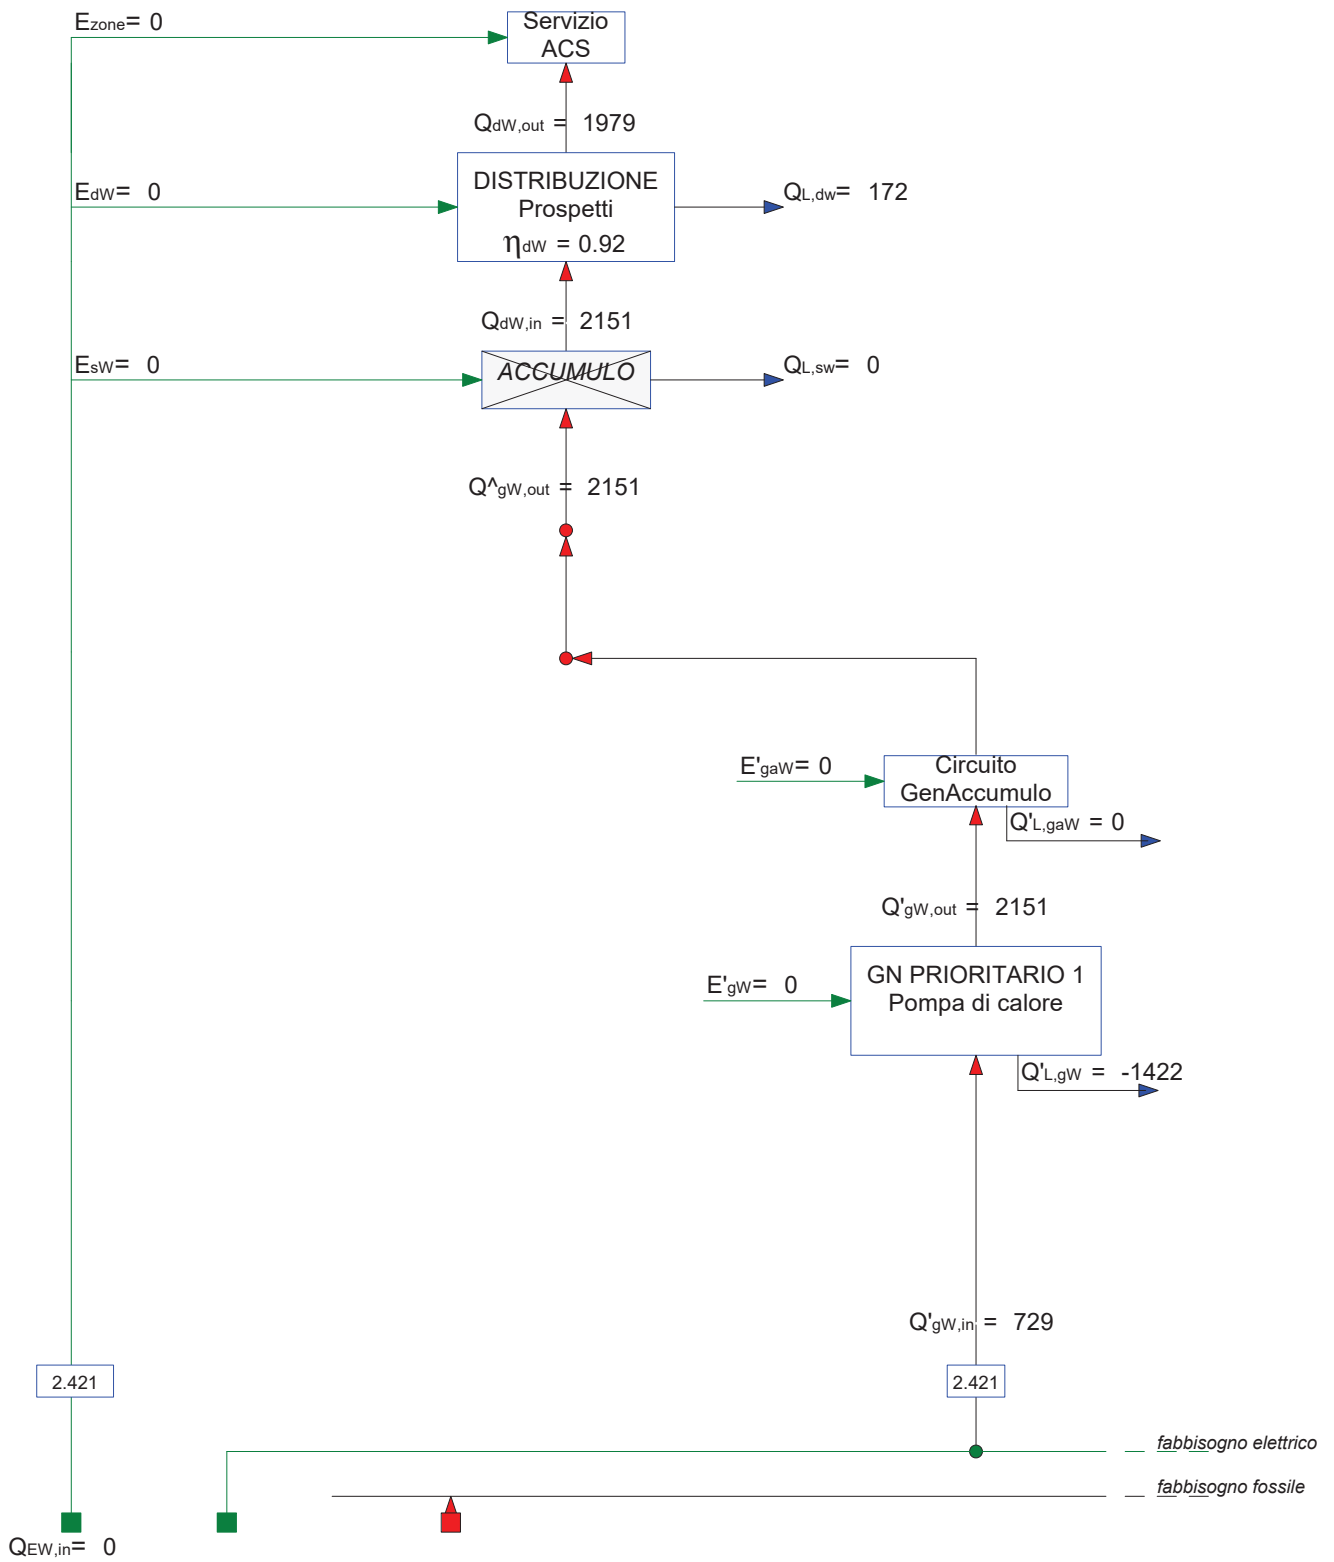 Ezone= 0
Servizio
ACS
QdW,out = 1979
EdW= 0
DISTRIBUZIONE
Prospetti
ηdW = 0.92
QL,dw= 172
QdW,in = 2151
EsW= 0
ACCUMULO
QL,sw= 0
Q^gW,out = 2151
E'gaW= 0
Circuito
GenAccumulo
Q'L,gaW = 0
Q'gW,out = 2151
E'gW= 0
GN PRIORITARIO 1
Pompa di calore
Q'L,gW = -1422
Q'gW,in = 729
2.421
2.421
fabbisogno elettrico
fabbisogno fossile
QEW,in= 0